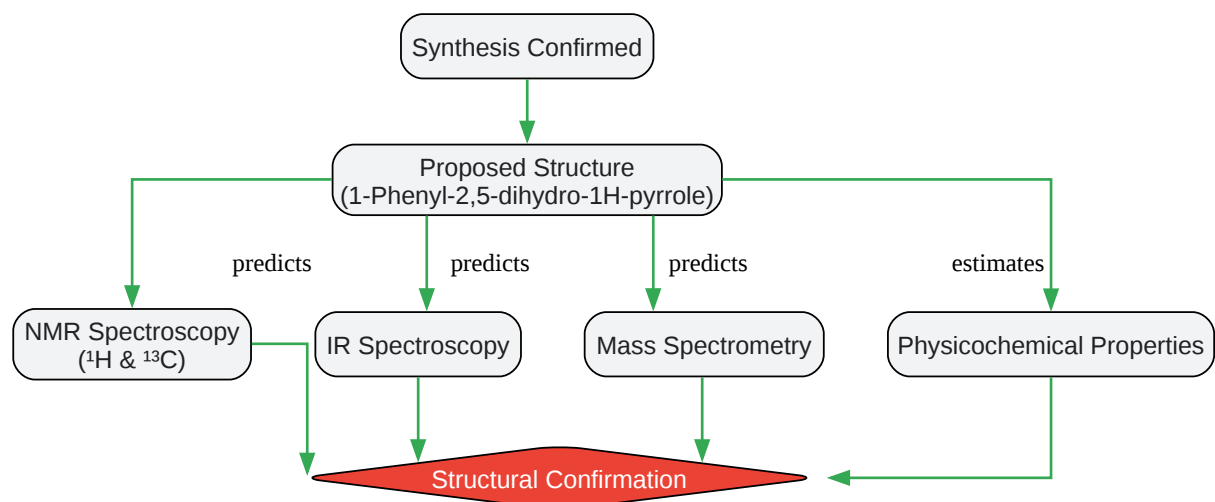 Synthesis Confirmed
Proposed Structure
(1-Phenyl-2,5-dihydro-1H-pyrrole)
predicts
predicts
predicts
estimates
NMR Spectroscopy
(¹H & ¹³C)
IR Spectroscopy
Mass Spectrometry
Physicochemical Properties
Structural Confirmation